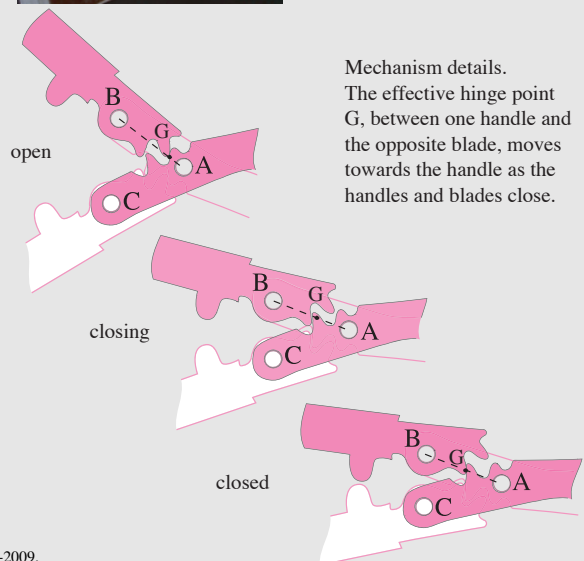 Mechanism details.
The effective hinge point
G, between one handle and
the opposite blade, moves
towards the handle as the
handles and blades close.
open
B
G
A
C
closing
B
G
A
C
closed
B
G
A
C
-2009.